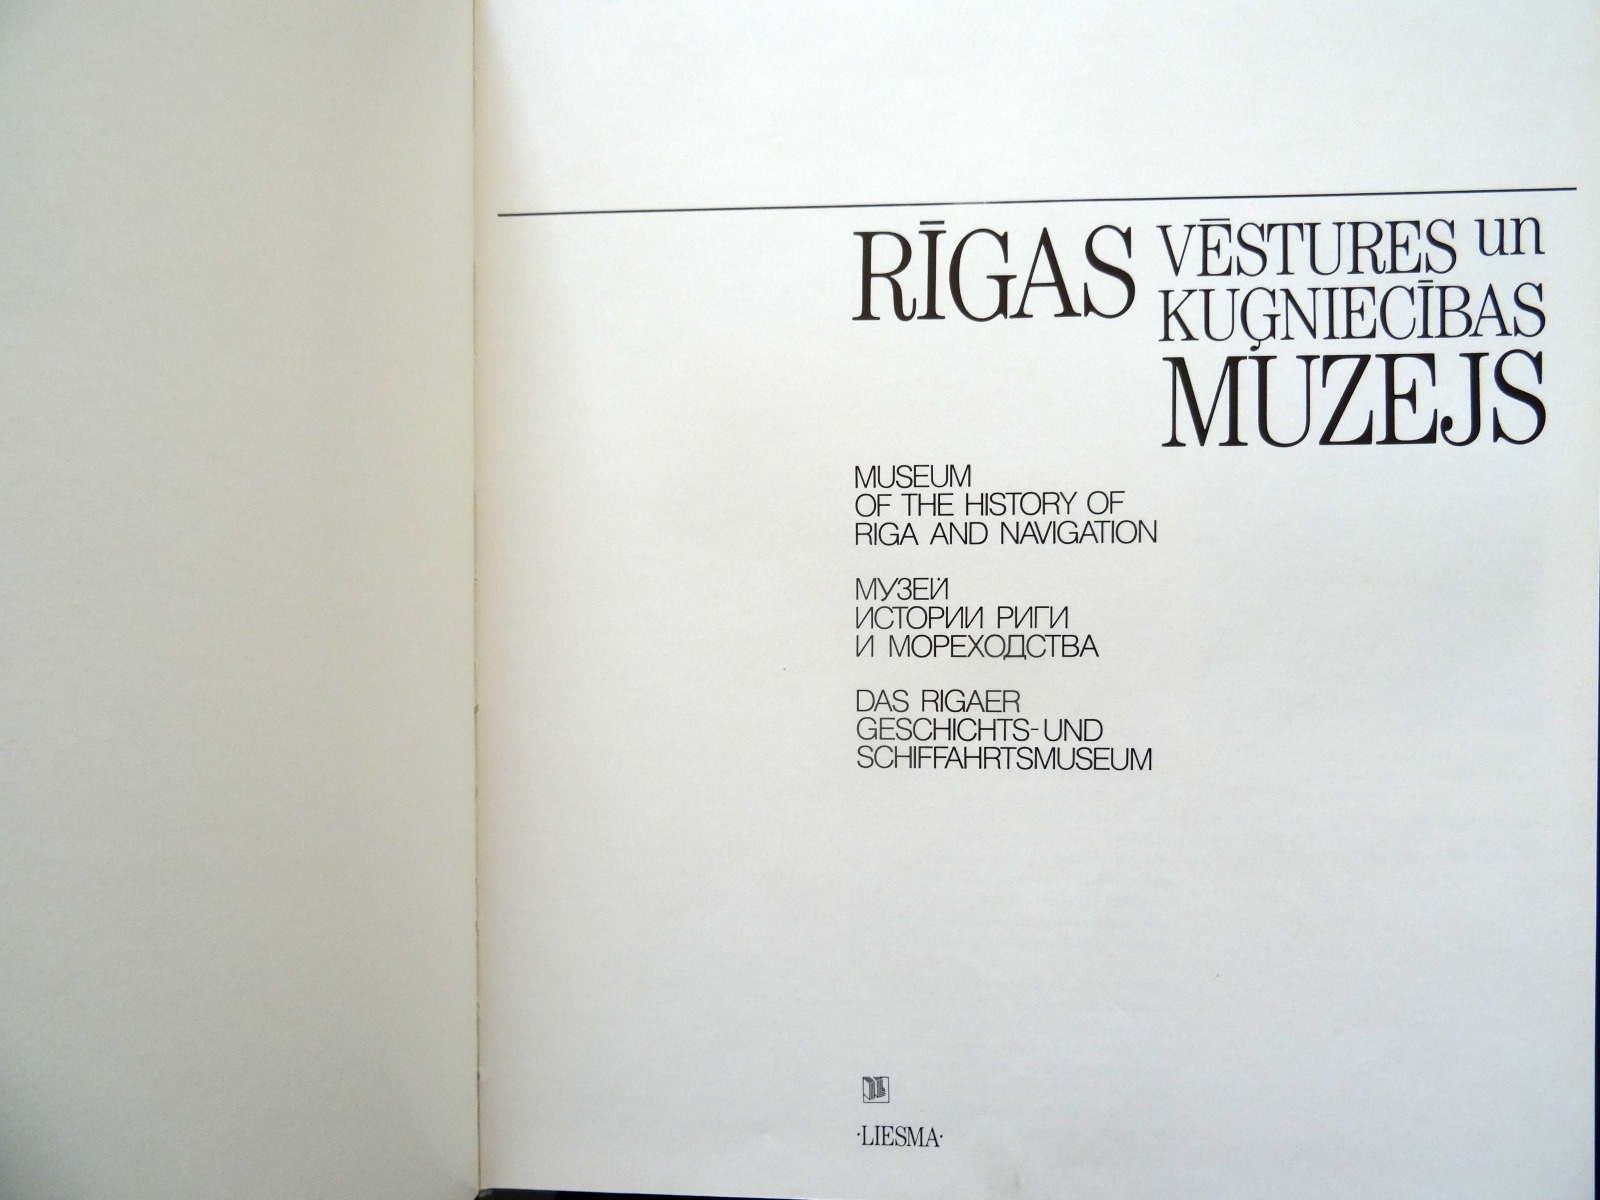 RĪGAS VĒSTURES un
KUĢNIECĪBAS
MUZEJS
MUSEUM
OF THE HISTORY OF
RIGA AND NAVIGATION
МУЗЕЙ
ИСТОРИИ РИГИ
И МОРЕХОДСТВА
DAS RIGAER
GESCHICHTS-UND
SCHIFFAHRTSMUSEUM
·LIESMA·